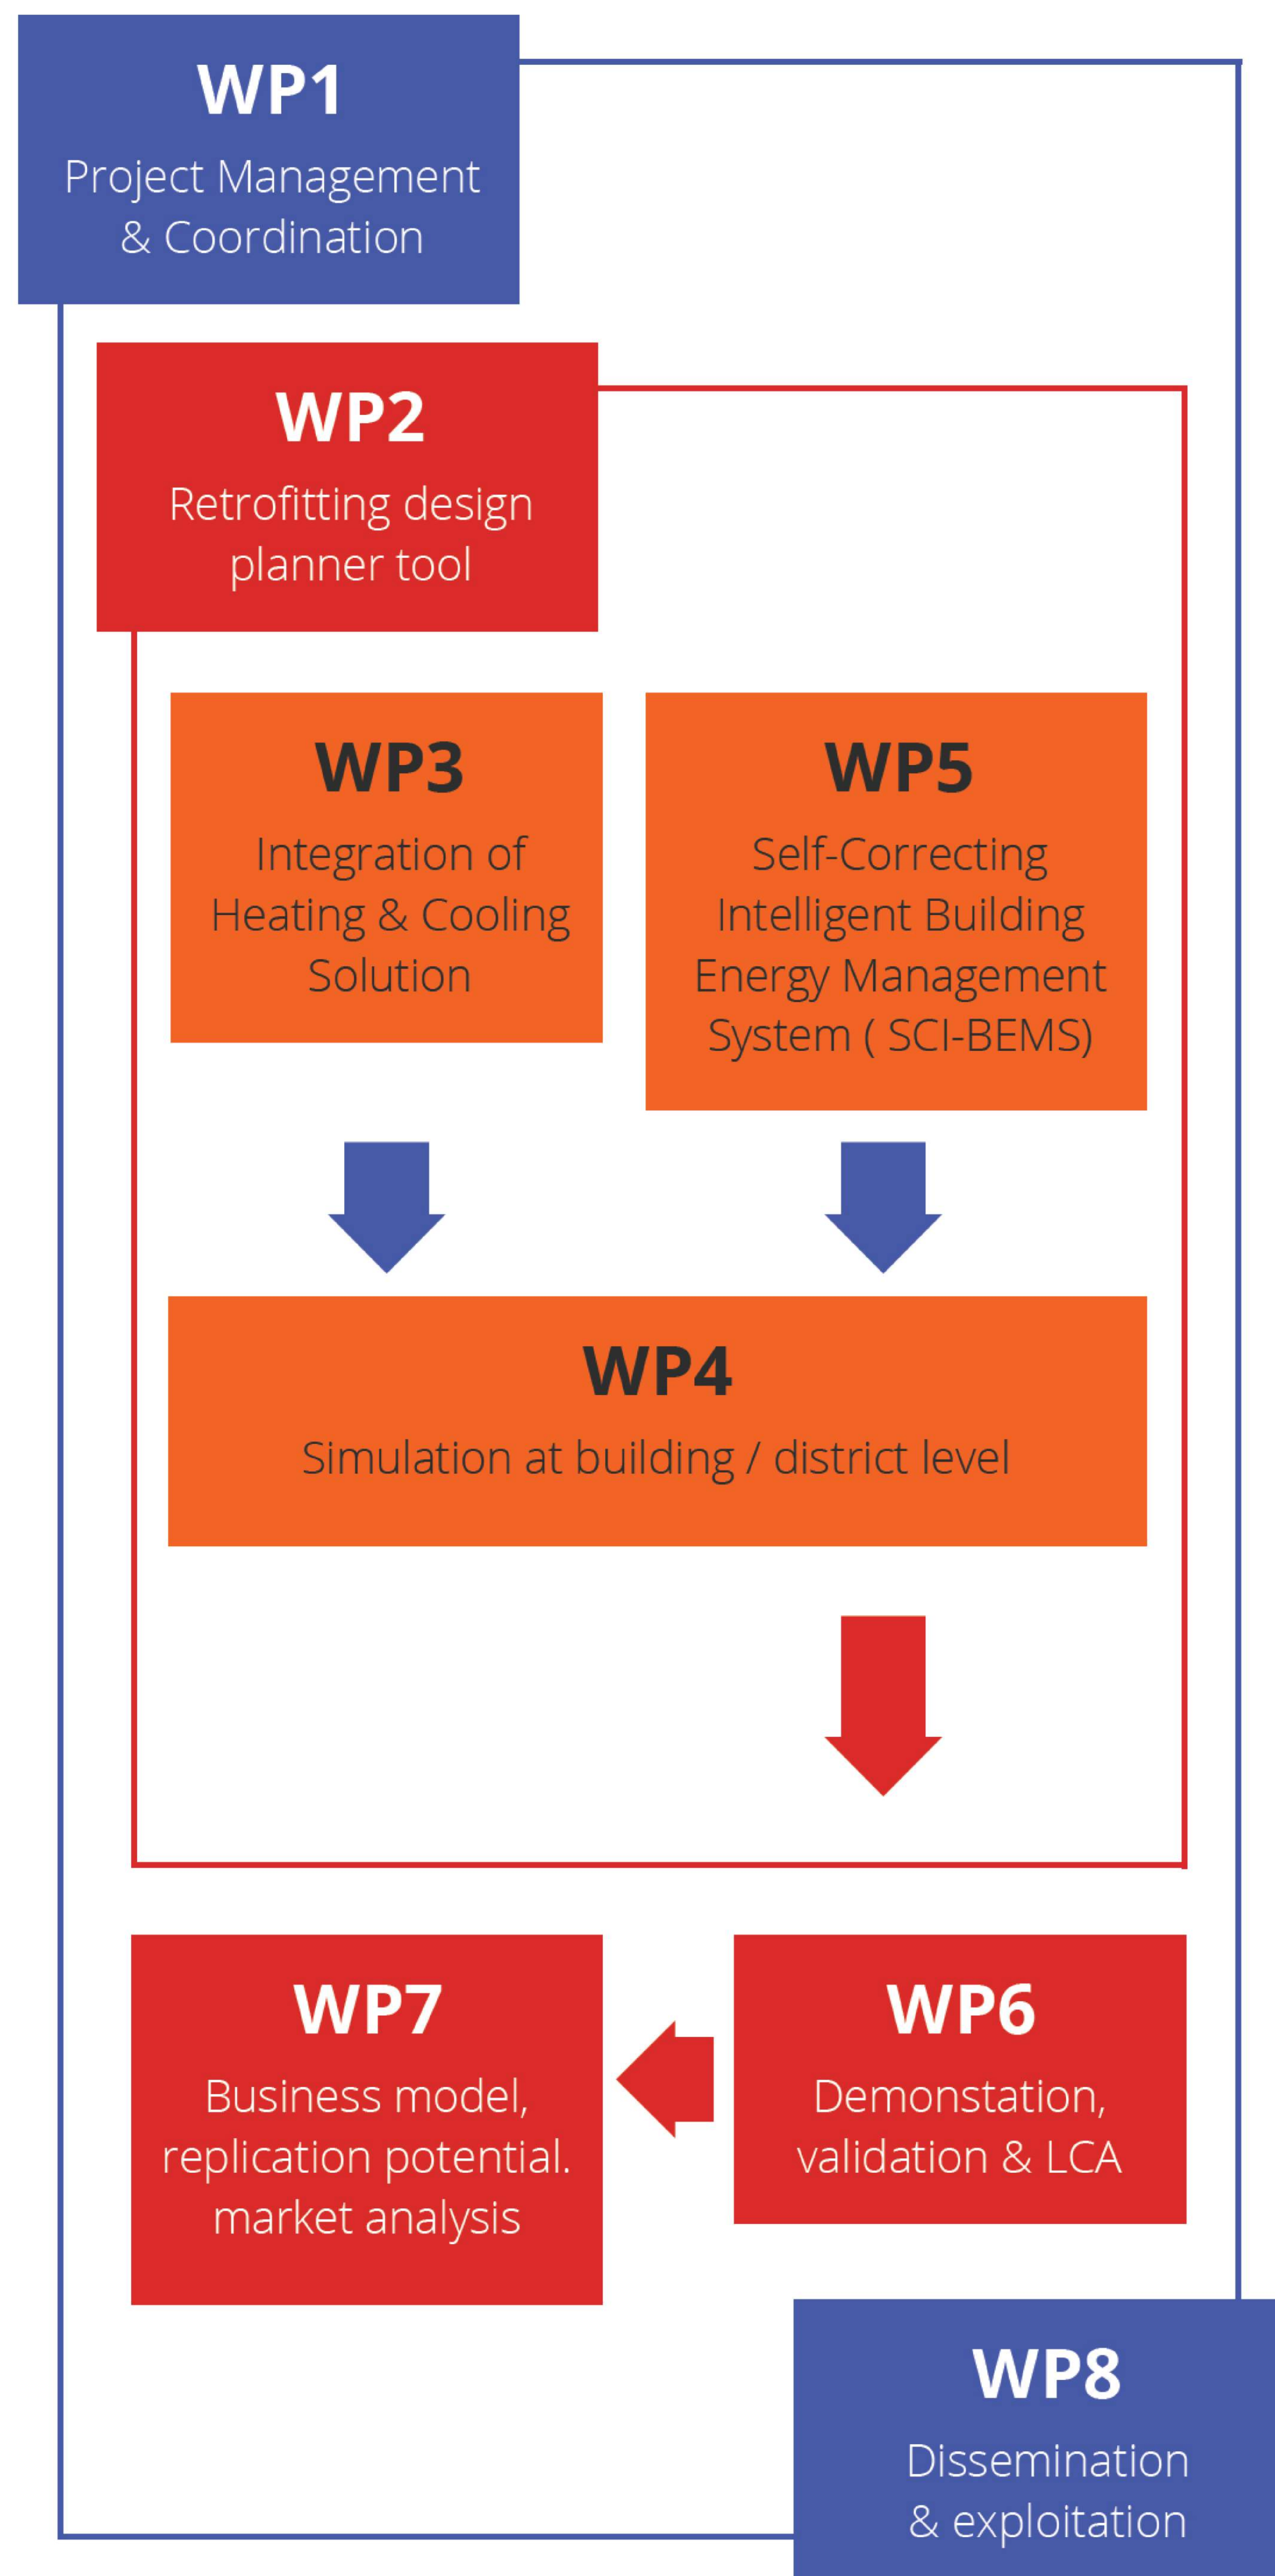 WP1
Project Management
& Coordination
WP2
Retrofitting design
planner tool
WP3
Integration of
Heating & Cooling
Solution
WP5
Self-Correcting
Intelligent Building
Energy Management
System ( SCI-BEMS)
WP4
Simulation at building / district level
WP7
Business model,
replication potential.
market analysis
WP6
Demonstation,
validation & LCA
WP8
Dissemination
& exploitation